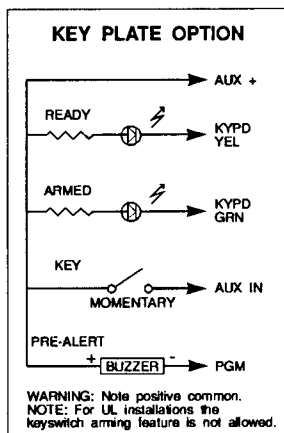 KEY PLATE OPTION
AUX +
READY
KYPD
YEL
ARMED
KYPD
GRN
KEY
AUX IN
MOMENTARY
PRE-ALERT
+ BUZZER - PGM
WARNING: Note positive common.
NOTE: For UL installations the
keyswitch arming feature is not allowed.